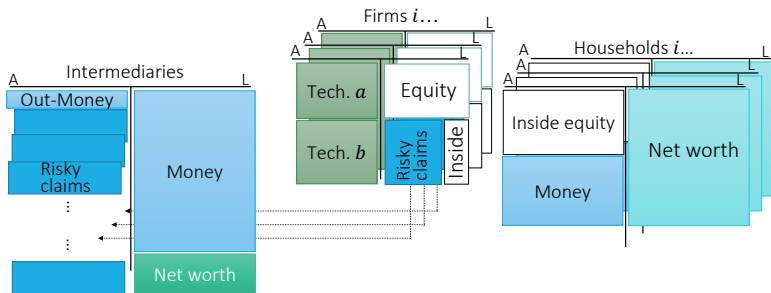 Intermediaries
A
L
Out-Money
Risky
claims
...
...
Money
Net worth
Firms i...
A
L
A
L
A
Tech. a
Equity
Tech. b
Risky
claims
Inside
Households i...
A
L
A
L
A
Inside equity
Money
Net worth